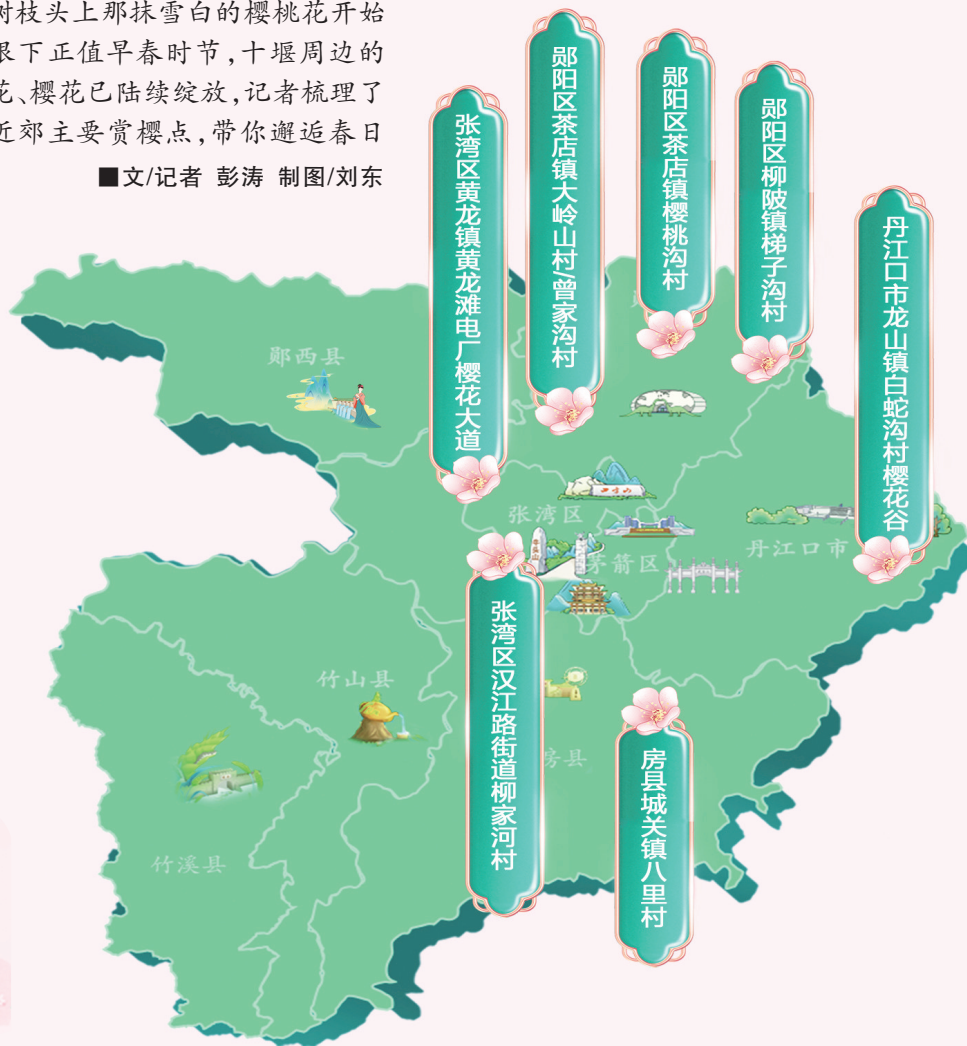 树枝头上那抹雪白的樱桃花开始
眼下正值早春时节,十堰周边的
花、樱花已陆续绽放,记者梳理了
近郊主要赏樱点,带你邂逅春日
■文/记者 彭涛 制图/刘东
张湾区黄龙镇黄龙滩电厂樱花大道
郧阳区茶店镇大岭山村/曾家沟村
郧阳区茶店镇樱桃沟村
郧阳区柳陂镇梯子沟村
丹江口市龙山镇白蛇沟村樱花谷
郧西县
张湾区
茅箭区
丹江口市
张湾区汉江路街道柳家河村
竹山县
房县
房县城关镇八里村
竹溪县